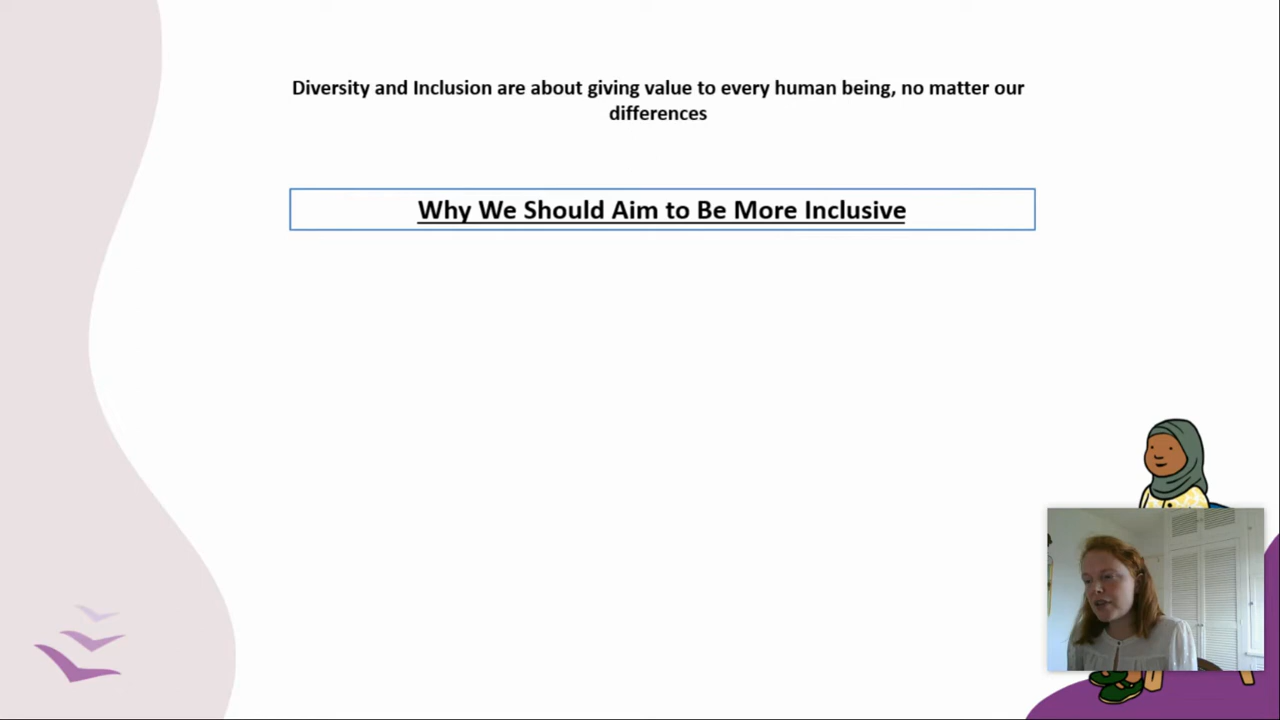 Diversity and Inclusion are about giving value to every human being, no matter our
differences
Why We Should Aim to Be More Inclusive